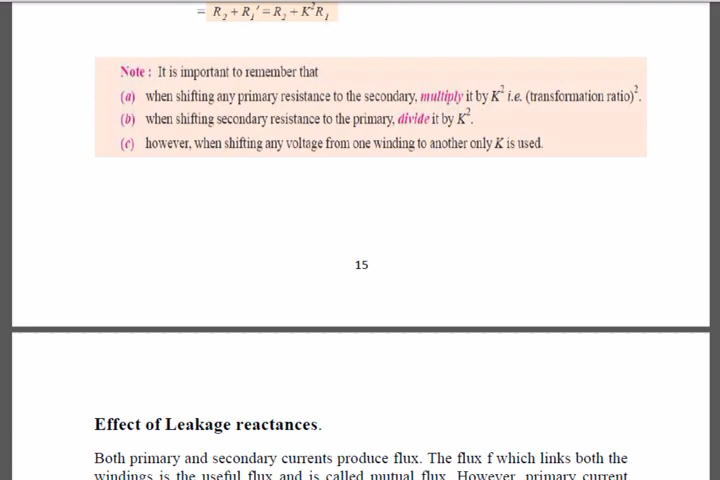 = R₂ + R₁′ = R₂ + K²R₁
Note : It is important to remember that
(a) when shifting any primary resistance to the secondary, multiply it by K² i.e. (transformation ratio)².
(b) when shifting secondary resistance to the primary, divide it by K².
(c) however, when shifting any voltage from one winding to another only K is used.
15
Effect of Leakage reactances.
Both primary and secondary currents produce flux. The flux f which links both the
windings is the useful flux and is called mutual flux. However, primary current